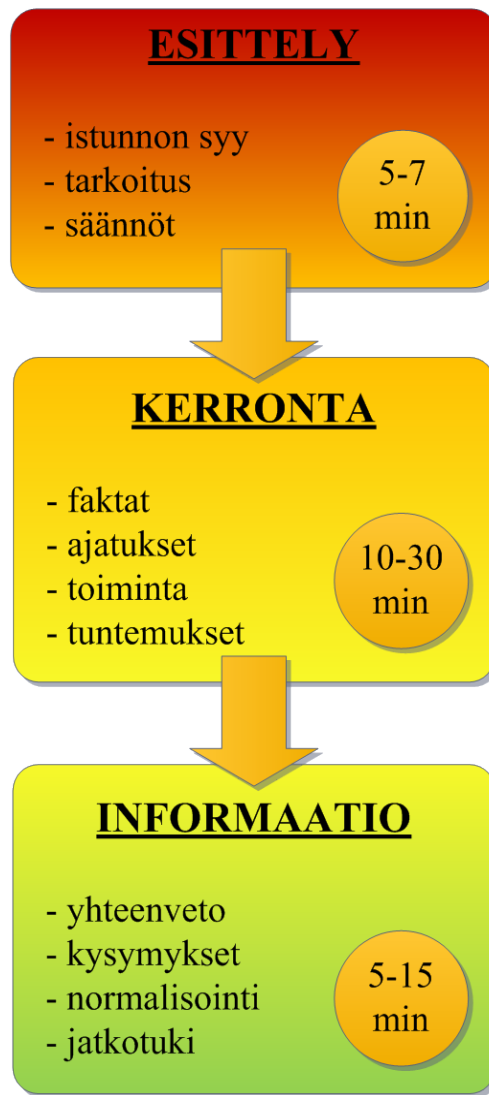 ESITTELY
- istunnon syy
- tarkoitus
- säännöt
5-7
min
KERRONTA
- faktat
- ajatukset
- toiminta
- tuntemukset
10-30
min
INFORMAATIO
- yhteenveto
- kysymykset
- normalisointi
- jatkotuki
5-15
min